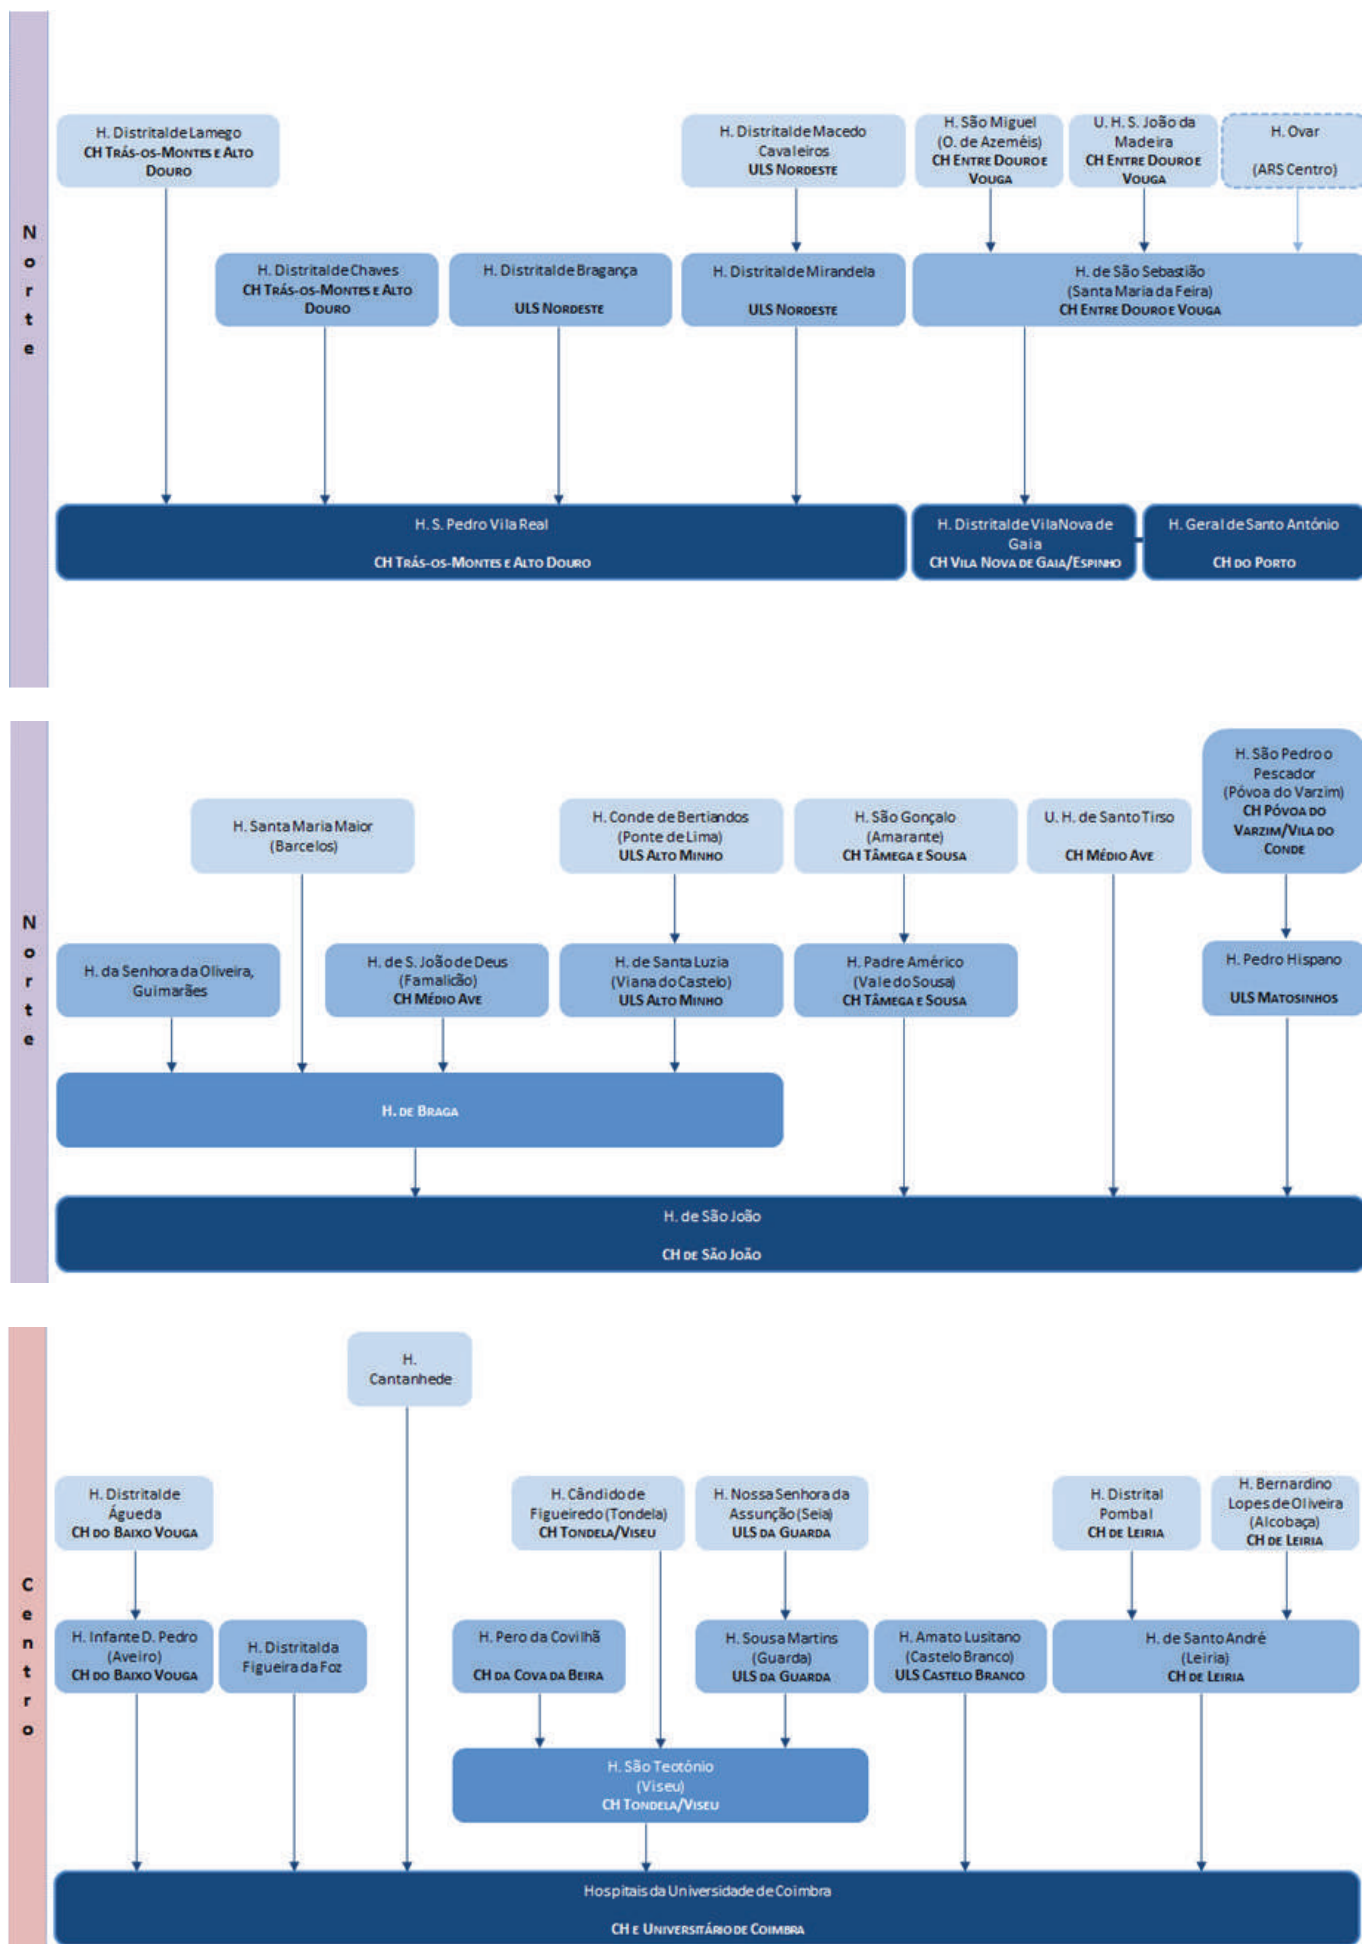 Norte
H. Distrital de Lamego
CH Trás-os-Montes e Alto
Douro
H. Distrital de Macedo
Cavaleiros
ULS Nordeste
H. São Miguel
(O. de Azeméis)
CH Entre Douro e
Vouga
U. H. S. João da
Madeira
CH Entre Douro e
Vouga
H. Ovar
(ARS Centro)
H. Distrital de Chaves
CH Trás-os-Montes e Alto
Douro
H. Distrital de Bragança
ULS Nordeste
H. Distrital de Mirandela
ULS Nordeste
H. de São Sebastião
(Santa Maria da Feira)
CH Entre Douro e Vouga
H. S. Pedro Vila Real
CH Trás-os-Montes e Alto Douro
H. Distrital de Vila Nova de
Gaia
CH Vila Nova de Gaia/Espinho
H. Geral de Santo António
CH do Porto
Norte
H. São Pedro o
Pescador
(Póvoa do Varzim)
CH Póvoa do
Varzim/Vila do
Conde
H. Santa Maria Maior
(Barcelos)
H. Conde de Bertiandos
(Ponte de Lima)
ULS Alto Minho
H. São Gonçalo
(Amarante)
CH Tâmega e Sousa
U. H. de Santo Tirso
CH Médio Ave
H. da Senhora da Oliveira,
Guimarães
H. de S. João de Deus
(Famalicão)
CH Médio Ave
H. de Santa Luzia
(Viana do Castelo)
ULS Alto Minho
H. Padre Américo
(Vale do Sousa)
CH Tâmega e Sousa
H. Pedro Hispano
ULS Matosinhos
H. de Braga
H. de São João
CH de São João
Centro
H.
Cantanhede
H. Distrital de
Águeda
CH do Baixo Vouga
H. Cândido de
Figueiredo (Tondela)
CH Tondela/Viseu
H. Nossa Senhora da
Assunção (Seia)
ULS da Guarda
H. Distrital
Pombal
CH de Leiria
H. Bernardino
Lopes de Oliveira
(Alcobaça)
CH de Leiria
H. Infante D. Pedro
(Aveiro)
CH do Baixo Vouga
H. Distrital da
Figueira da Foz
H. Pero da Covilhã
CH da Cova da Beira
H. Sousa Martins
(Guarda)
ULS da Guarda
H. Amato Lusitano
(Castelo Branco)
ULS Castelo Branco
H. de Santo André
(Leiria)
CH de Leiria
H. São Teotónio
(Viseu)
CH Tondela/Viseu
Hospitais da Universidade de Coimbra
CH e Universitário de Coimbra